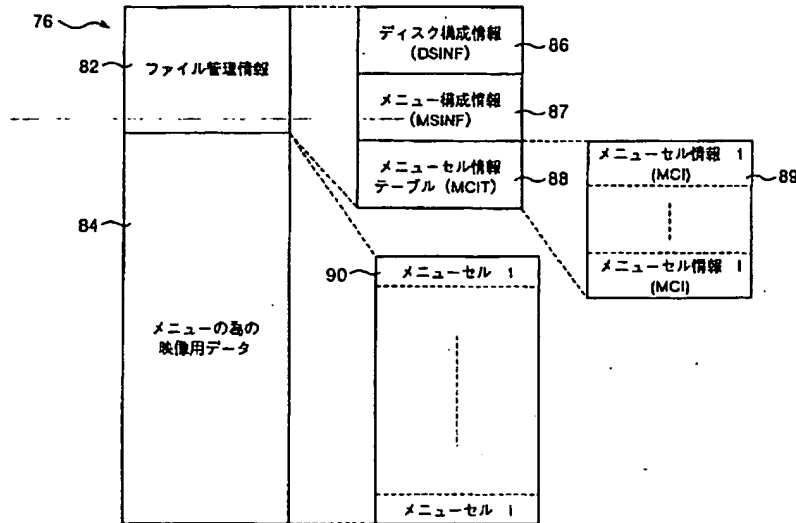 76
82
ファイル管理情報
84
メニューの為の
映像用データ
ディスク構成情報
(DSINF)
86
メニュー構成情報
(MSINF)
87
メニューセル情報
テーブル(MCIT)
88
メニューセル情報 1
(MCI)
89
メニューセル情報 I
(MCI)
90
メニューセル 1
メニューセル I